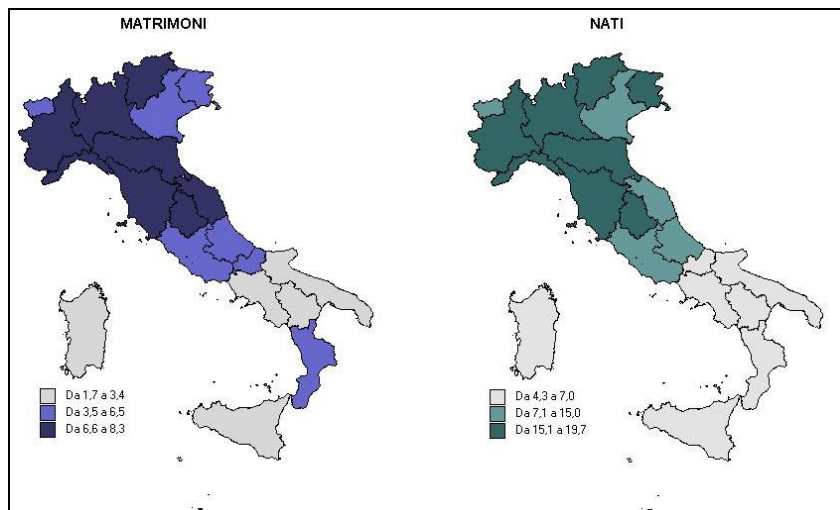 MATRIMONI
NATI
Da 1,7 a 3,4
Da 3,5 a 6,5
Da 6,6 a 8,3
Da 4,3 a 7,0
Da 7,1 a 15,0
Da 15,1 a 19,7